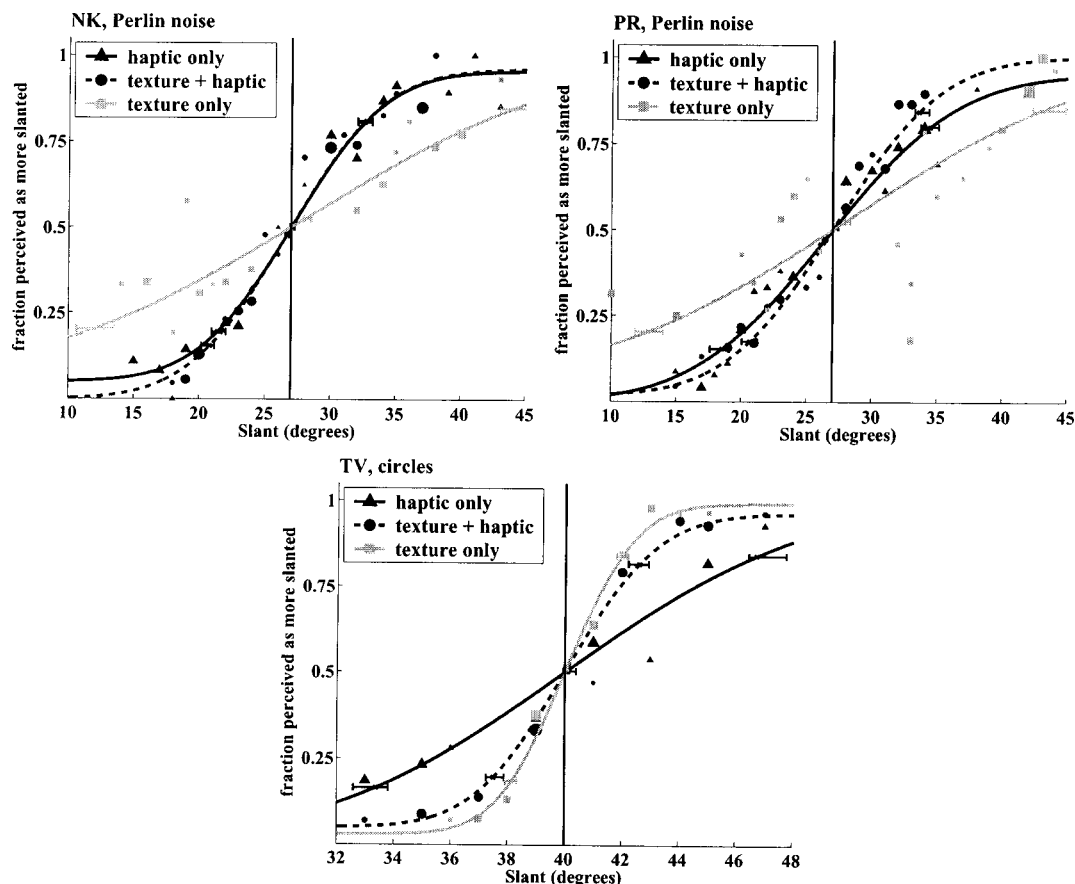 NK, Perlin noise
haptic only
texture + haptic
texture only
fraction perceived as more slanted
1
0.75
0.5
0.25
10 15 20 25 30 35 40 45
Slant (degrees)
PR, Perlin noise
haptic only
texture + haptic
texture only
fraction perceived as more slanted
1
0.75
0.5
0.25
10 15 20 25 30 35 40 45
Slant (degrees)
TV, circles
haptic only
texture + haptic
texture only
fraction perceived as more slanted
1
0.75
0.5
0.25
32 34 36 38 40 42 44 46 48
Slant (degrees)